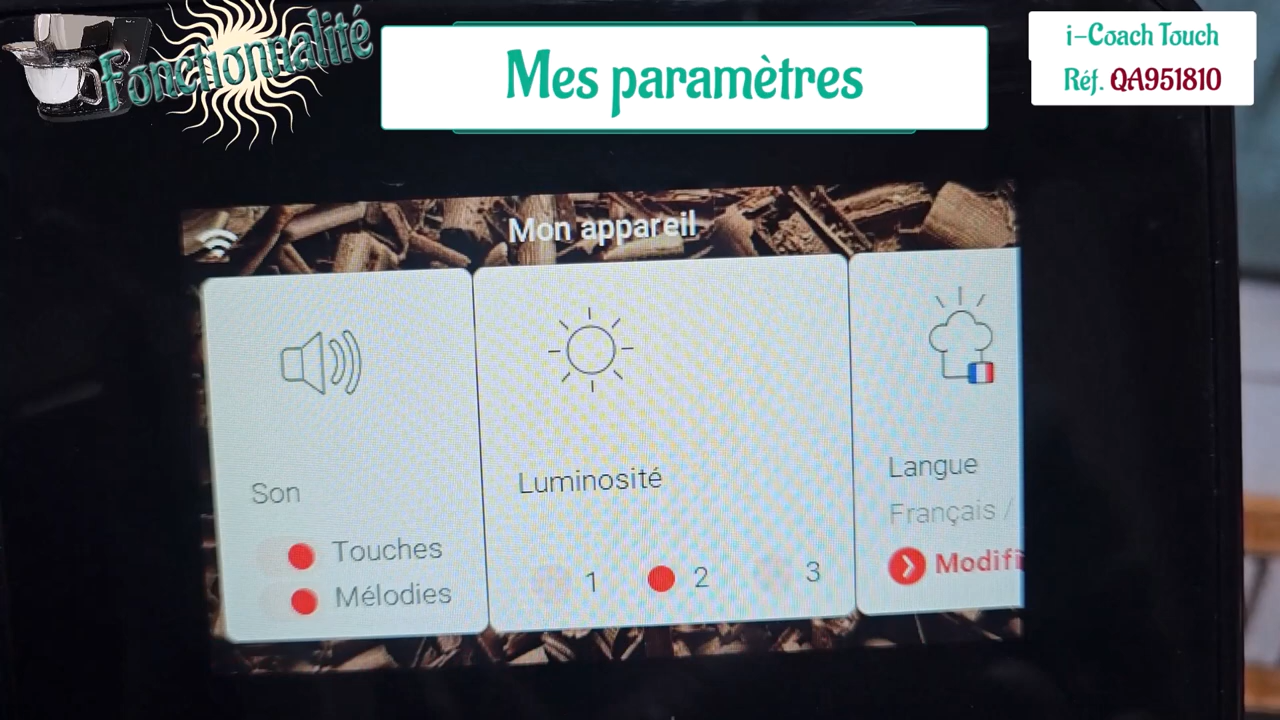 Fonctionnalité
Mes paramètres
i-Coach Touch
Réf. QA951810
Mon appareil
Son
Touches
Mélodies
Luminosité
1 2 3
Langue
Français /
Modifi